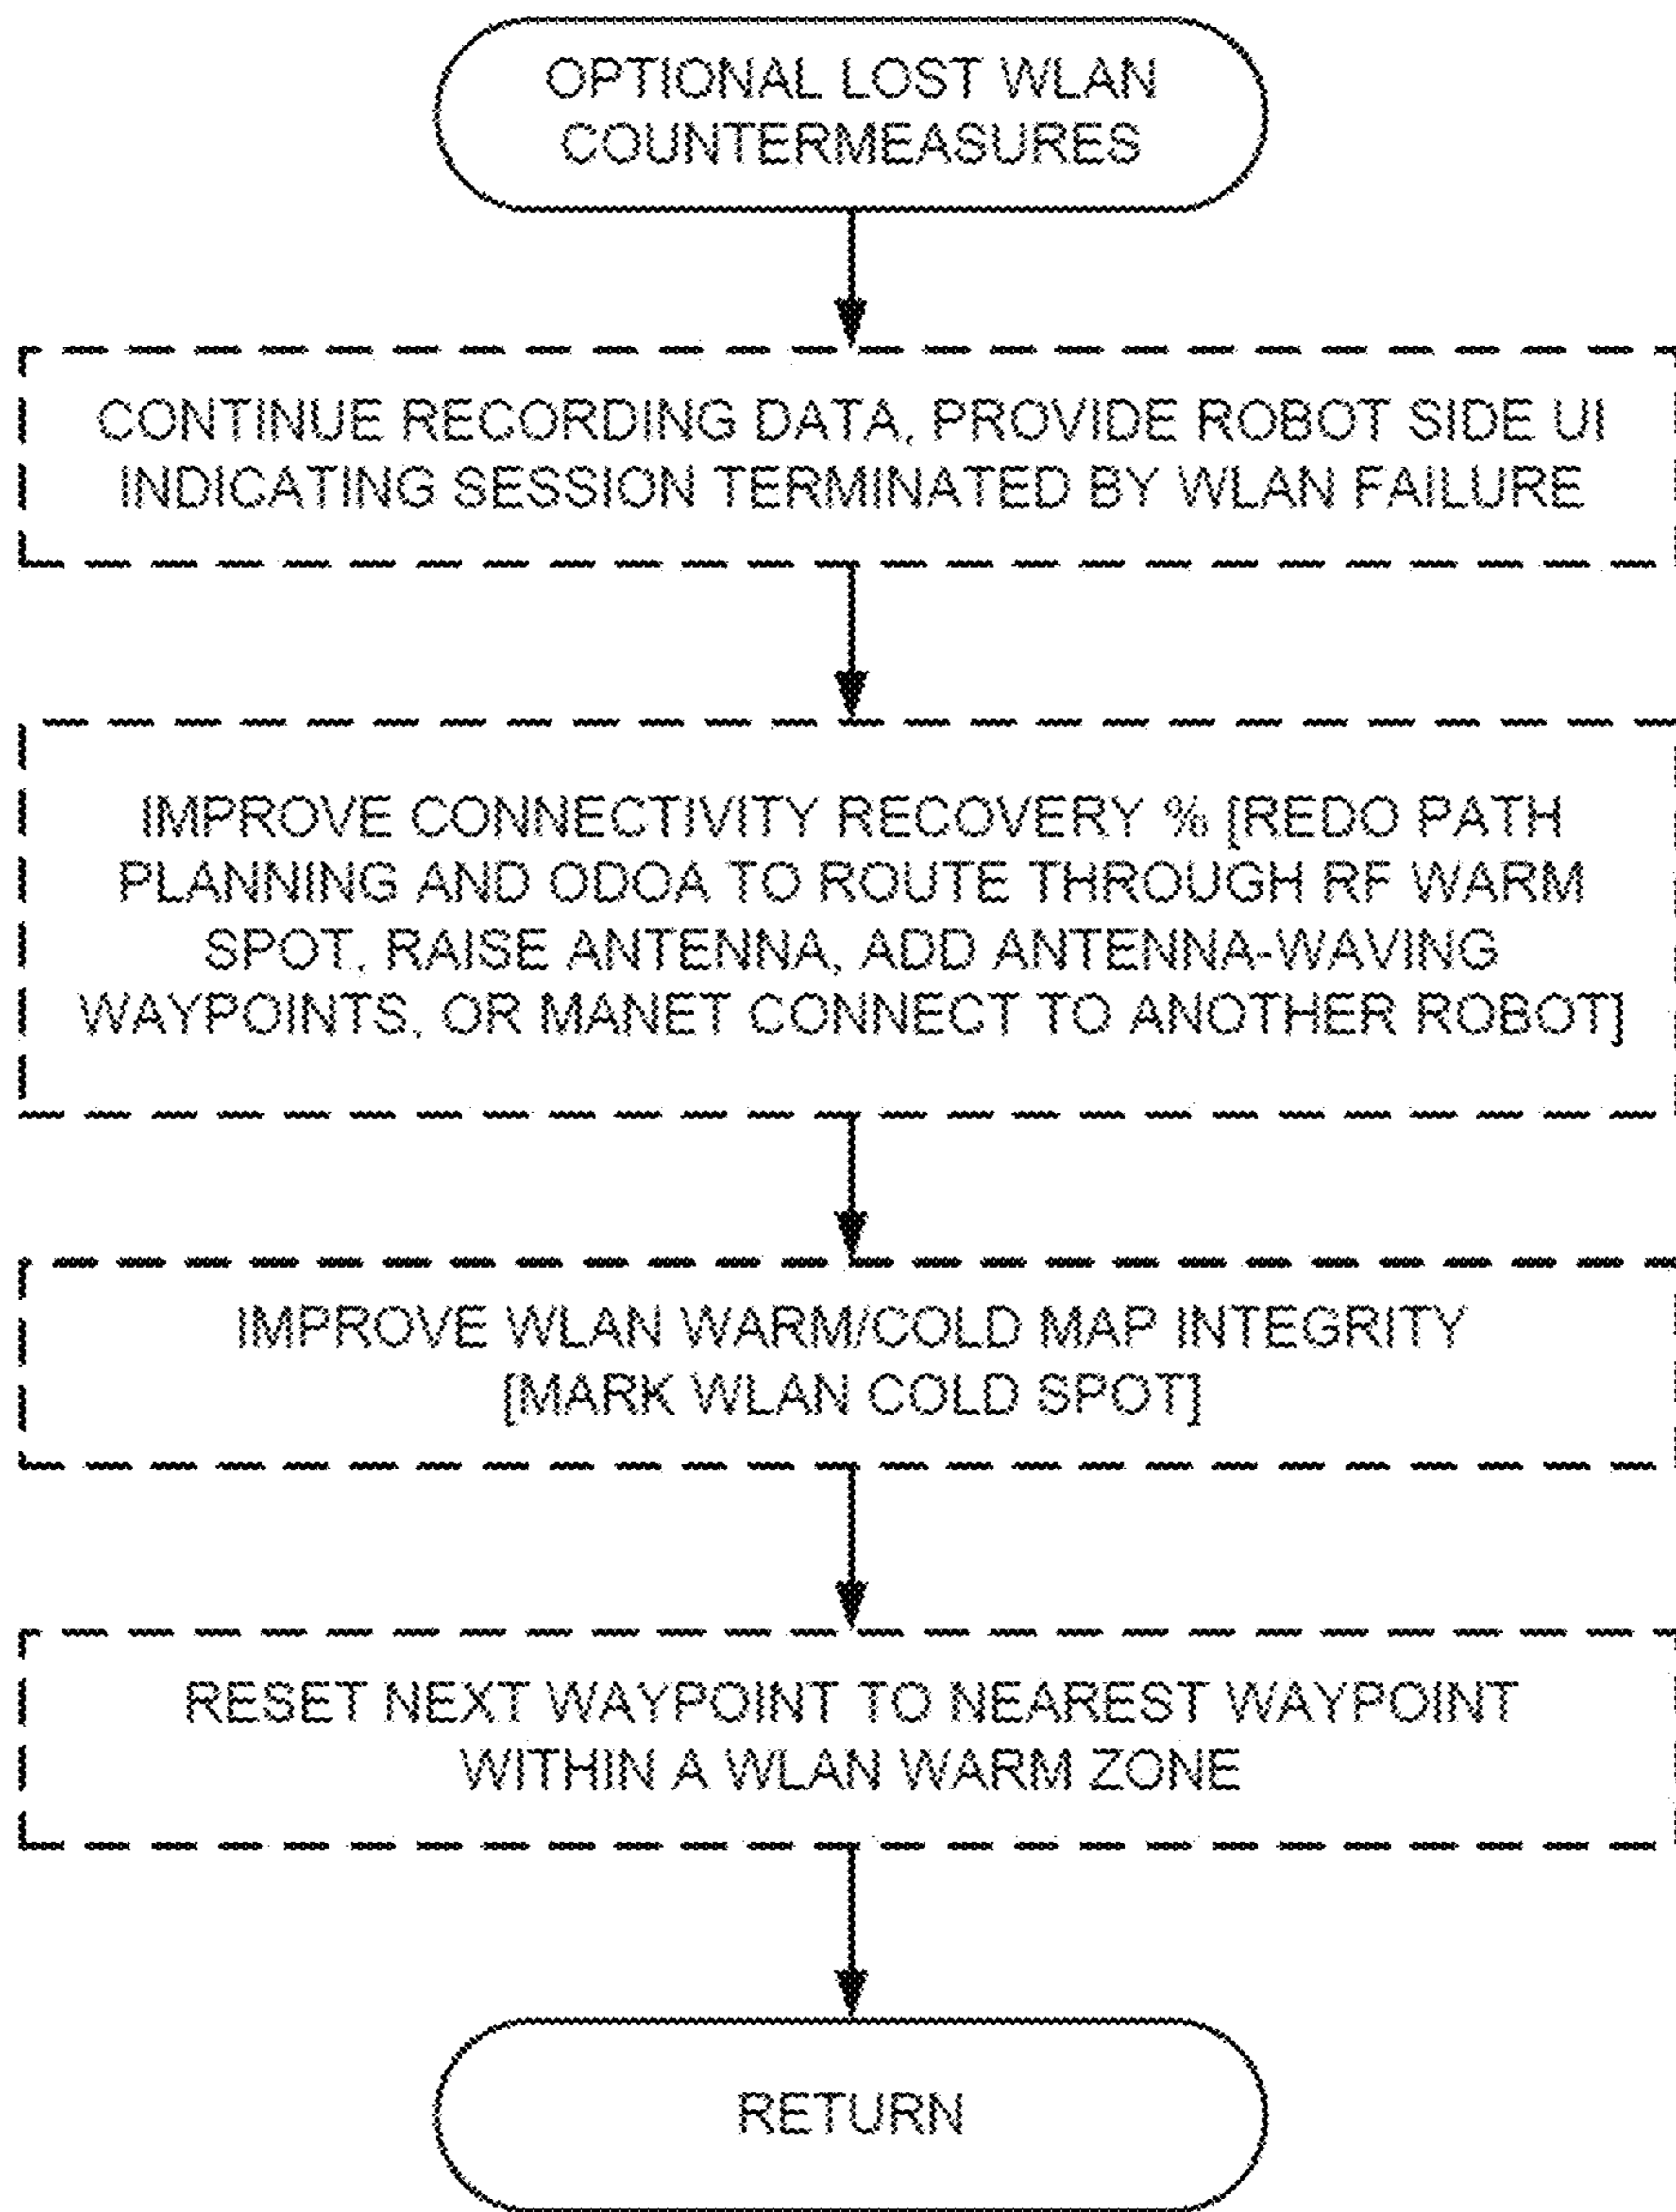 OPTIONAL LOST WLAN
COUNTERMEASURES
CONTINUE RECORDING DATA, PROVIDE ROBOT SIDE UI
INDICATING SESSION TERMINATED BY WLAN FAILURE
IMPROVE CONNECTIVITY RECOVERY % [REDO PATH
PLANNING AND ODOA TO ROUTE THROUGH RF WARM
SPOT, RAISE ANTENNA, ADD ANTENNA-WAVING
WAYPOINTS, OR MANET CONNECT TO ANOTHER ROBOT]
IMPROVE WLAN WARM/COLD MAP INTEGRITY
[MARK WLAN COLD SPOT]
RESET NEXT WAYPOINT TO NEAREST WAYPOINT
WITHIN A WLAN WARM ZONE
RETURN